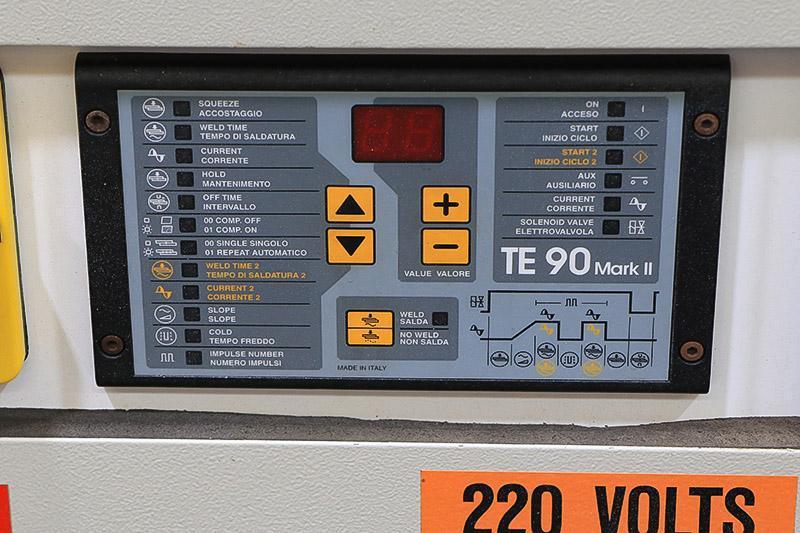 SQUEEZE
ACCOSTAGGIO
WELD TIME
TEMPO DI SALDATURA
CURRENT
CORRENTE
HOLD
MANTENIMENTO
OFF TIME
INTERVALLO
00 COMP. OFF
01 COMP. ON
00 SINGLE SINGOLO
01 REPEAT AUTOMATICO
WELD TIME 2
TEMPO DI SALDATURA 2
CURRENT 2
CORRENTE 2
SLOPE
SLOPE
COLD
TEMPO FREDDO
IMPULSE NUMBER
NUMERO IMPULSI
VALUE VALORE
WELD
SALDA
NO WELD
NON SALDA
MADE IN ITALY
ON
ACCESO
START
INIZIO CICLO
START 2
INIZIO CICLO 2
AUX
AUSILIARIO
CURRENT
CORRENTE
SOLENOID VALVE
ELETTROVALVOLA
TE 90 Mark II
220 VOLTS